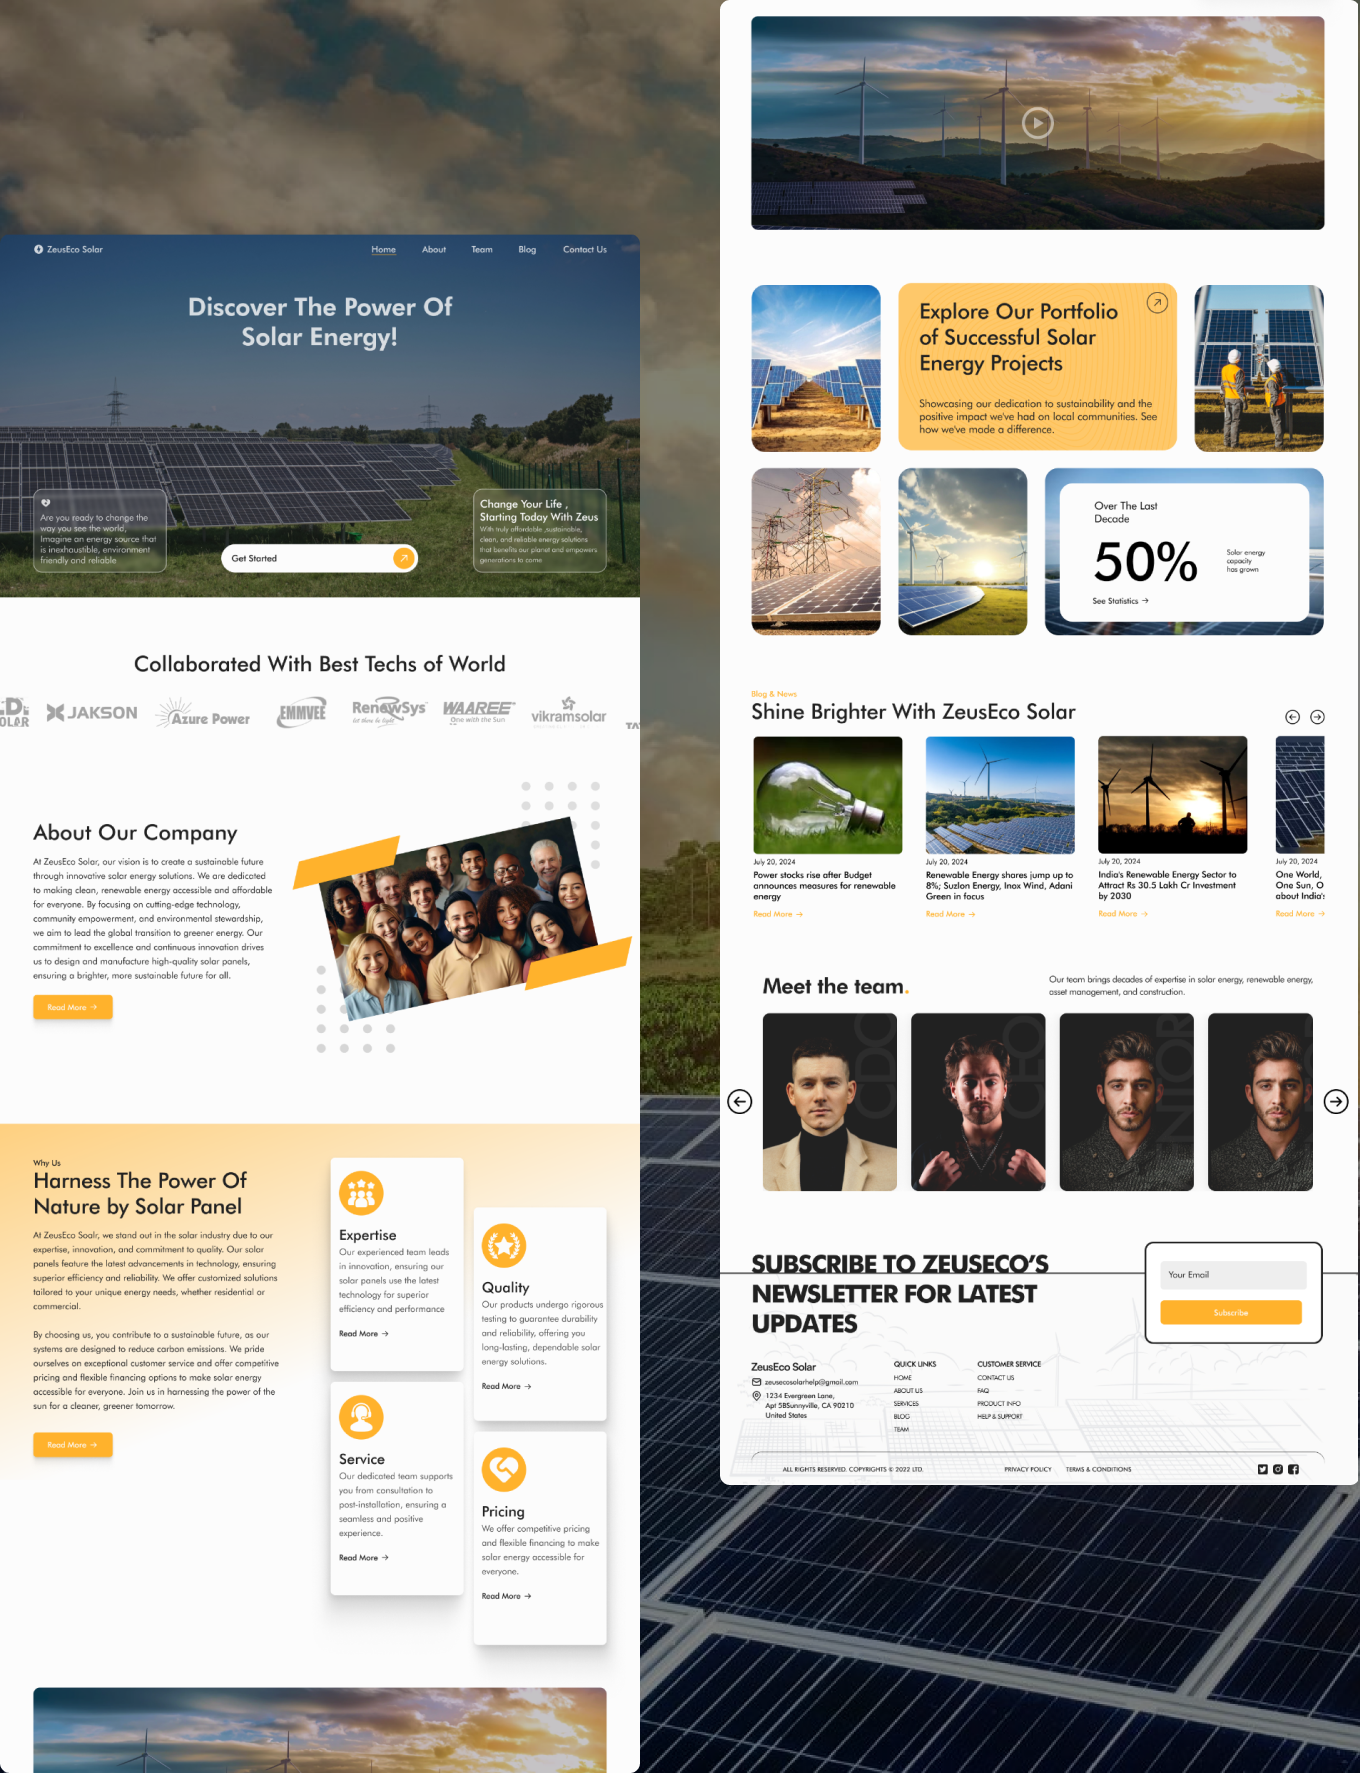 ZeusEco Solar
Home
About
Team
Blog
Contact Us
Discover The Power Of
Solar Energy!
Are you ready to change the
way you see the world.
Imagine an energy source that
is inexhaustible, environment
friendly and reliable
Get Started
Change Your Life ,
Starting Today With Zeus
With truly affordable ,sustainable,
clean, and reliable energy solutions
that benefits our planet and empowers
generations to come
Collaborated With Best Techs of World
OLAR
JAKSON
Azure Power
EMMVEE
RenewSys
let there be light
WAAREE
One with the Sun
vikramsolar
TAT
About Our Company
At ZeusEco Solar, our vision is to create a sustainable future
through innovative solar energy solutions. We are dedicated
to making clean, renewable energy accessible and affordable
for everyone. By focusing on cutting-edge technology,
community empowerment, and environmental stewardship,
we aim to lead the global transition to greener energy. Our
commitment to excellence and continuous innovation drives
us to design and manufacture high-quality solar panels,
ensuring a brighter, more sustainable future for all.
Read More →
Why Us
Harness The Power Of
Nature by Solar Panel
At ZeusEco Soalr, we stand out in the solar industry due to our
expertise, innovation, and commitment to quality. Our solar
panels feature the latest advancements in technology, ensuring
superior efficiency and reliability. We offer customized solutions
tailored to your unique energy needs, whether residential or
commercial.
By choosing us, you contribute to a sustainable future, as our
systems are designed to reduce carbon emissions. We pride
ourselves on exceptional customer service and offer competitive
pricing and flexible financing options to make solar energy
accessible for everyone. Join us in harnessing the power of the
sun for a cleaner, greener tomorrow.
Read More →
Expertise
Our experienced team leads
in innovation, ensuring our
solar panels use the latest
technology for superior
efficiency and performance
Read More →
Quality
Our products undergo rigorous
testing to guarantee durability
and reliability, offering you
long-lasting, dependable solar
energy solutions.
Read More →
Service
Our dedicated team supports
you from consultation to
post-installation, ensuring a
seamless and positive
experience.
Read More →
Pricing
We offer competitive pricing
and flexible financing to make
solar energy accessible for
everyone.
Read More →
Explore Our Portfolio
of Successful Solar
Energy Projects
Showcasing our dedication to sustainability and the
positive impact we've had on local communities. See
how we've made a difference.
Over The Last
Decade
50%
Solar energy
capacity
has grown
See Statistics →
Blog & News
Shine Brighter With ZeusEco Solar
July 20, 2024
Power stocks rise after Budget
announces measures for renewable
energy
Read More →
July 20, 2024
Renewable Energy shares jump up to
8%; Suzlon Energy, Inox Wind, Adani
Green in focus
Read More →
July 20, 2024
India's Renewable Energy Sector to
Attract Rs 30.5 Lakh Cr Investment
by 2030
Read More →
July 20, 2024
One World,
One Sun, O
about India's
Read More →
Meet the team.
Our team brings decades of expertise in solar energy, renewable energy,
asset management, and construction.
CDO
CEO
NIOR
SUBSCRIBE TO ZEUSECO'S
NEWSLETTER FOR LATEST
UPDATES
Your Email
Subscribe
ZeusEco Solar
zeusecosolarhelp@gmail.com
1234 Evergreen Lane,
Apt 5BSunnyville, CA 90210
United States
QUICK LINKS
HOME
ABOUT US
SERVICES
BLOG
TEAM
CUSTOMER SERVICE
CONTACT US
FAQ
PRODUCT INFO
HELP & SUPPORT
ALL RIGHTS RESERVED. COPYRIGHTS © 2022 LTD.
PRIVACY POLICY
TERMS & CONDITIONS